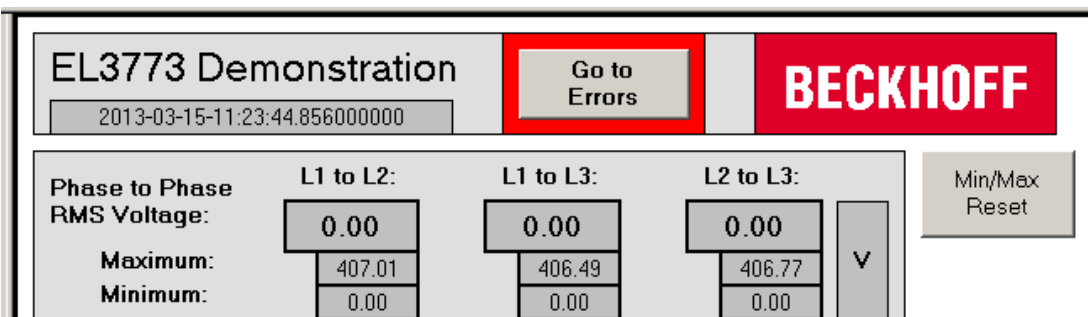 EL3773 Demonstration
2013-03-15-11:23:44.856000000
Go to
Errors
BECKHOFF
Phase to Phase
RMS Voltage:
L1 to L2:
L1 to L3:
L2 to L3:
0.00
0.00
0.00
Maximum:
407.01
406.49
406.77
V
Minimum:
0.00
0.00
0.00
Min/Max
Reset